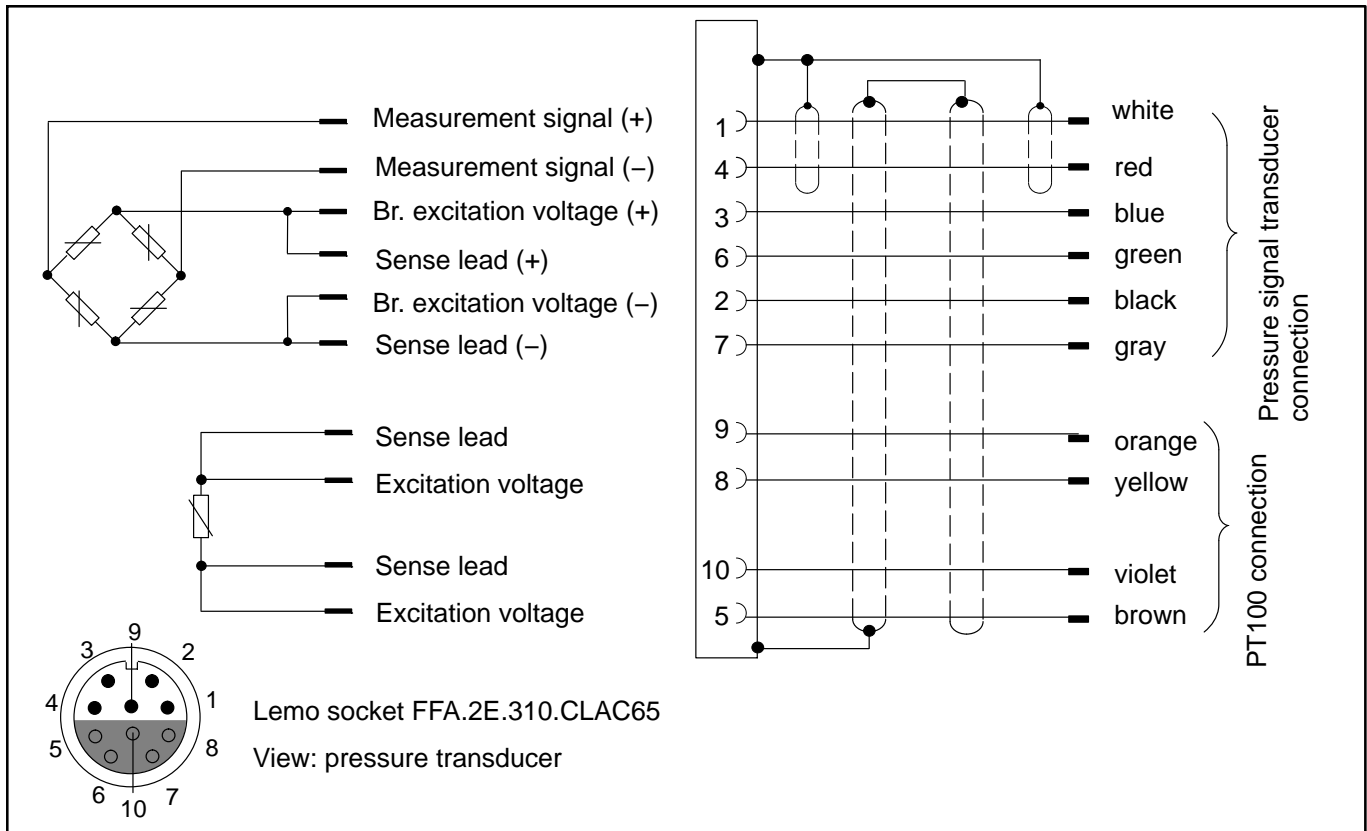 Measurement signal (+)
Measurement signal (−)
Br. excitation voltage (+)
Sense lead (+)
Br. excitation voltage (−)
Sense lead (−)
Sense lead
Excitation voltage
Sense lead
Excitation voltage
1
4
3
6
2
7
9
8
10
5
white
red
blue
green
black
gray
orange
yellow
violet
brown
Pressure signal transducer
connection
PT100 connection
9
3
2
4
1
5
8
6
7
10
Lemo socket FFA.2E.310.CLAC65
View: pressure transducer